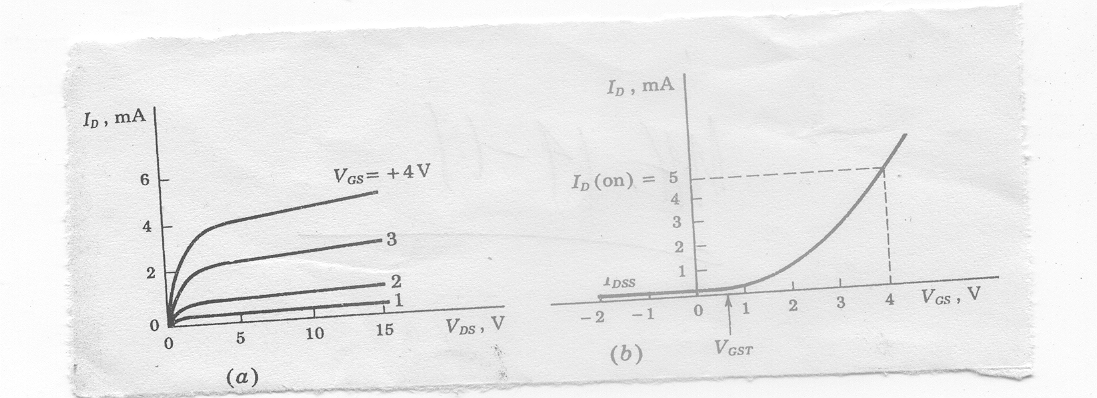 I_D, mA
6
4
2
0
V_GS = +4 V
3
2
1
0
5
10
15
V_DS, V
(a)
I_D, mA
I_D (on) = 5
4
3
2
1
I_DSS
-2
-1
0
1
2
3
4
V_GS, V
V_GST
(b)